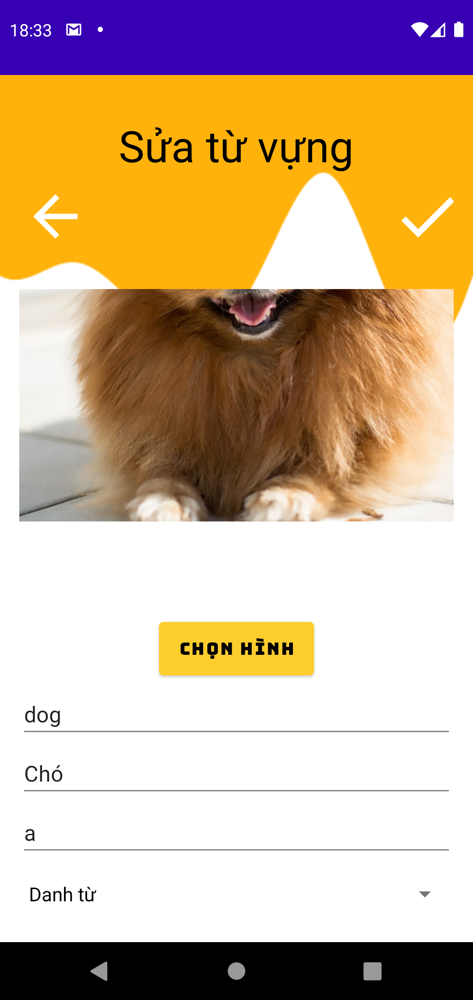 18:33
Sửa từ vựng
CHỌN HÌNH
dog
Chó
a
Danh từ